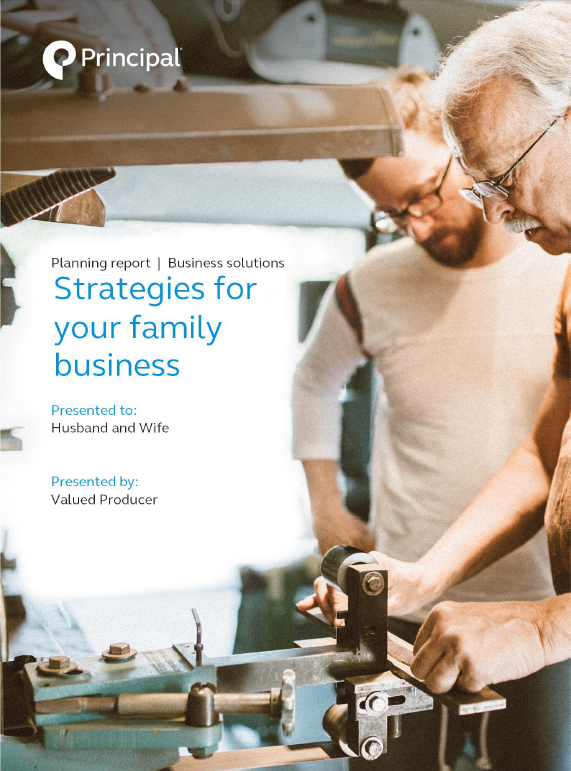 Principal
Planning report | Business solutions
Strategies for
your family
business
Presented to:
Husband and Wife
Presented by:
Valued Producer